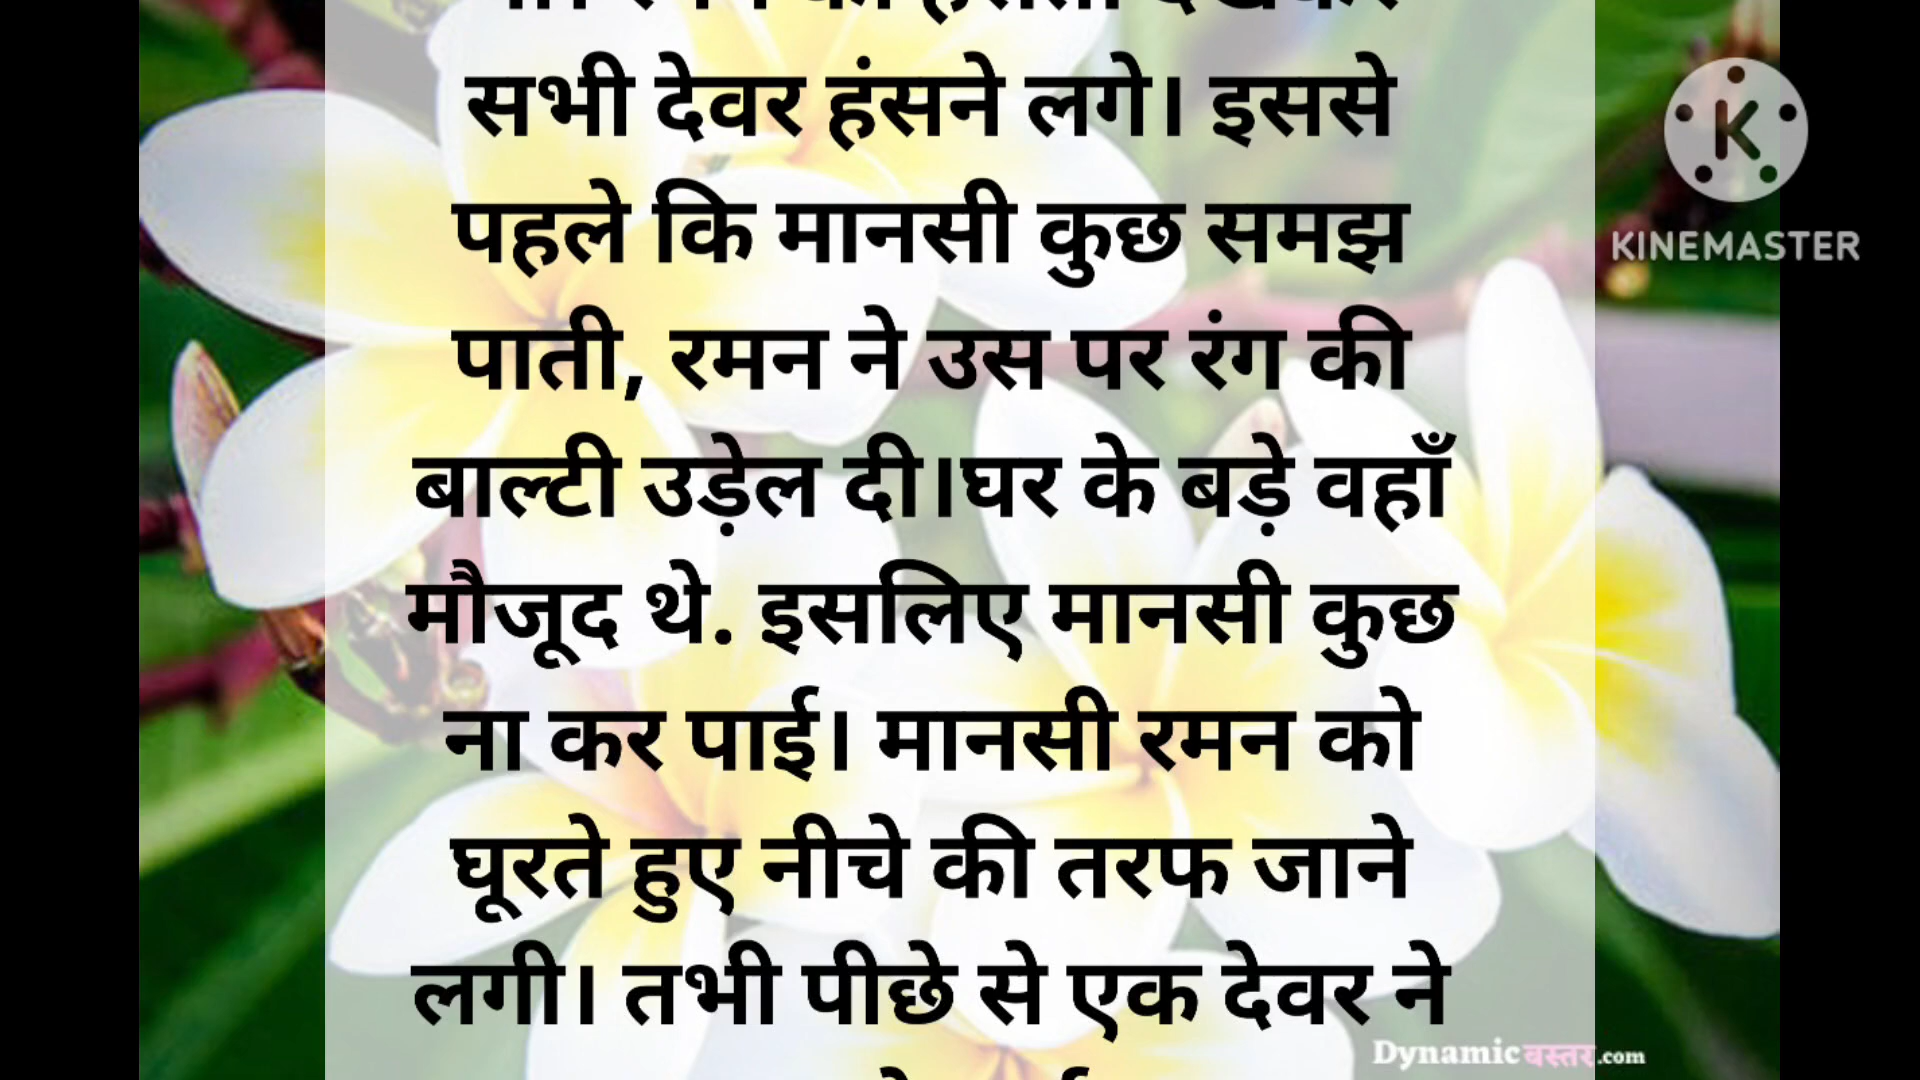 सभी देवर हंसने लगे। इससे
पहले कि मानसी कुछ समझ
पाती, रमन ने उस पर रंग की
बाल्टी उड़ेल दी।घर के बड़े वहाँ
मौजूद थे. इसलिए मानसी कुछ
ना कर पाई। मानसी रमन को
घूरते हुए नीचे की तरफ जाने
लगी। तभी पीछे से एक देवर ने
K
KINEMASTER
Dynamicबस्तर.com